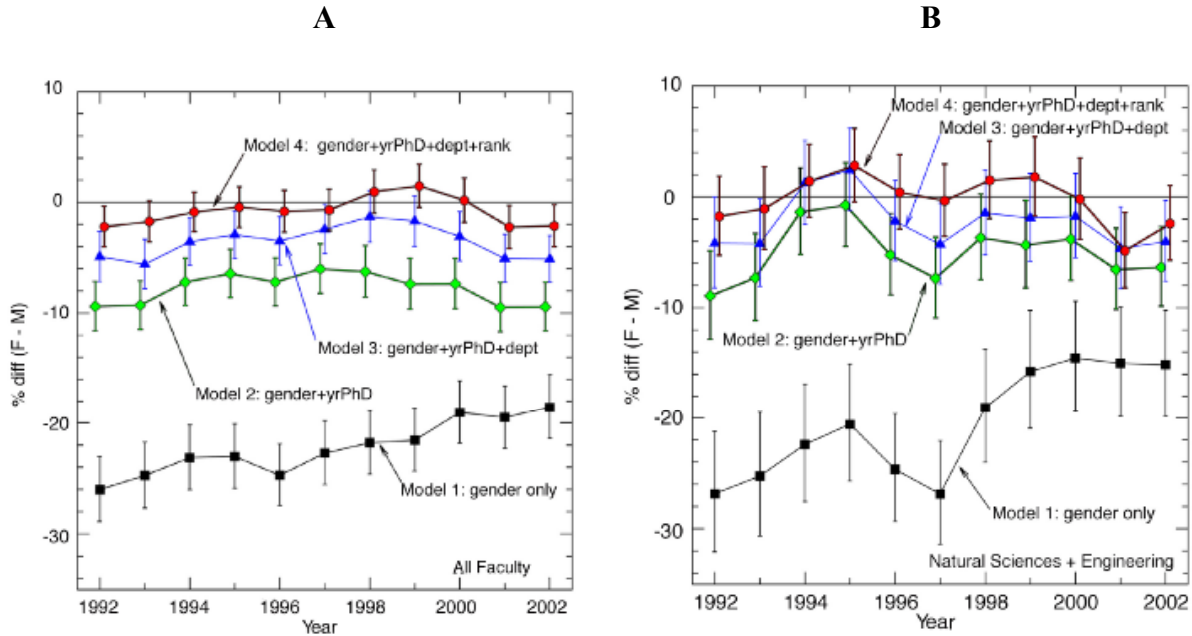 A
B
10
0
-10
-20
-30
% diff (F - M)
Model 4: gender+yrPhD+dept+rank
Model 3: gender+yrPhD+dept
Model 2: gender+yrPhD
Model 1: gender only
All Faculty
1992
1994
1996
1998
2000
2002
Year
10
0
-10
-20
-30
% diff (F - M)
Model 4: gender+yrPhD+dept+rank
Model 3: gender+yrPhD+dept
Model 2: gender+yrPhD
Model 1: gender only
Natural Sciences + Engineering
1992
1994
1996
1998
2000
2002
Year